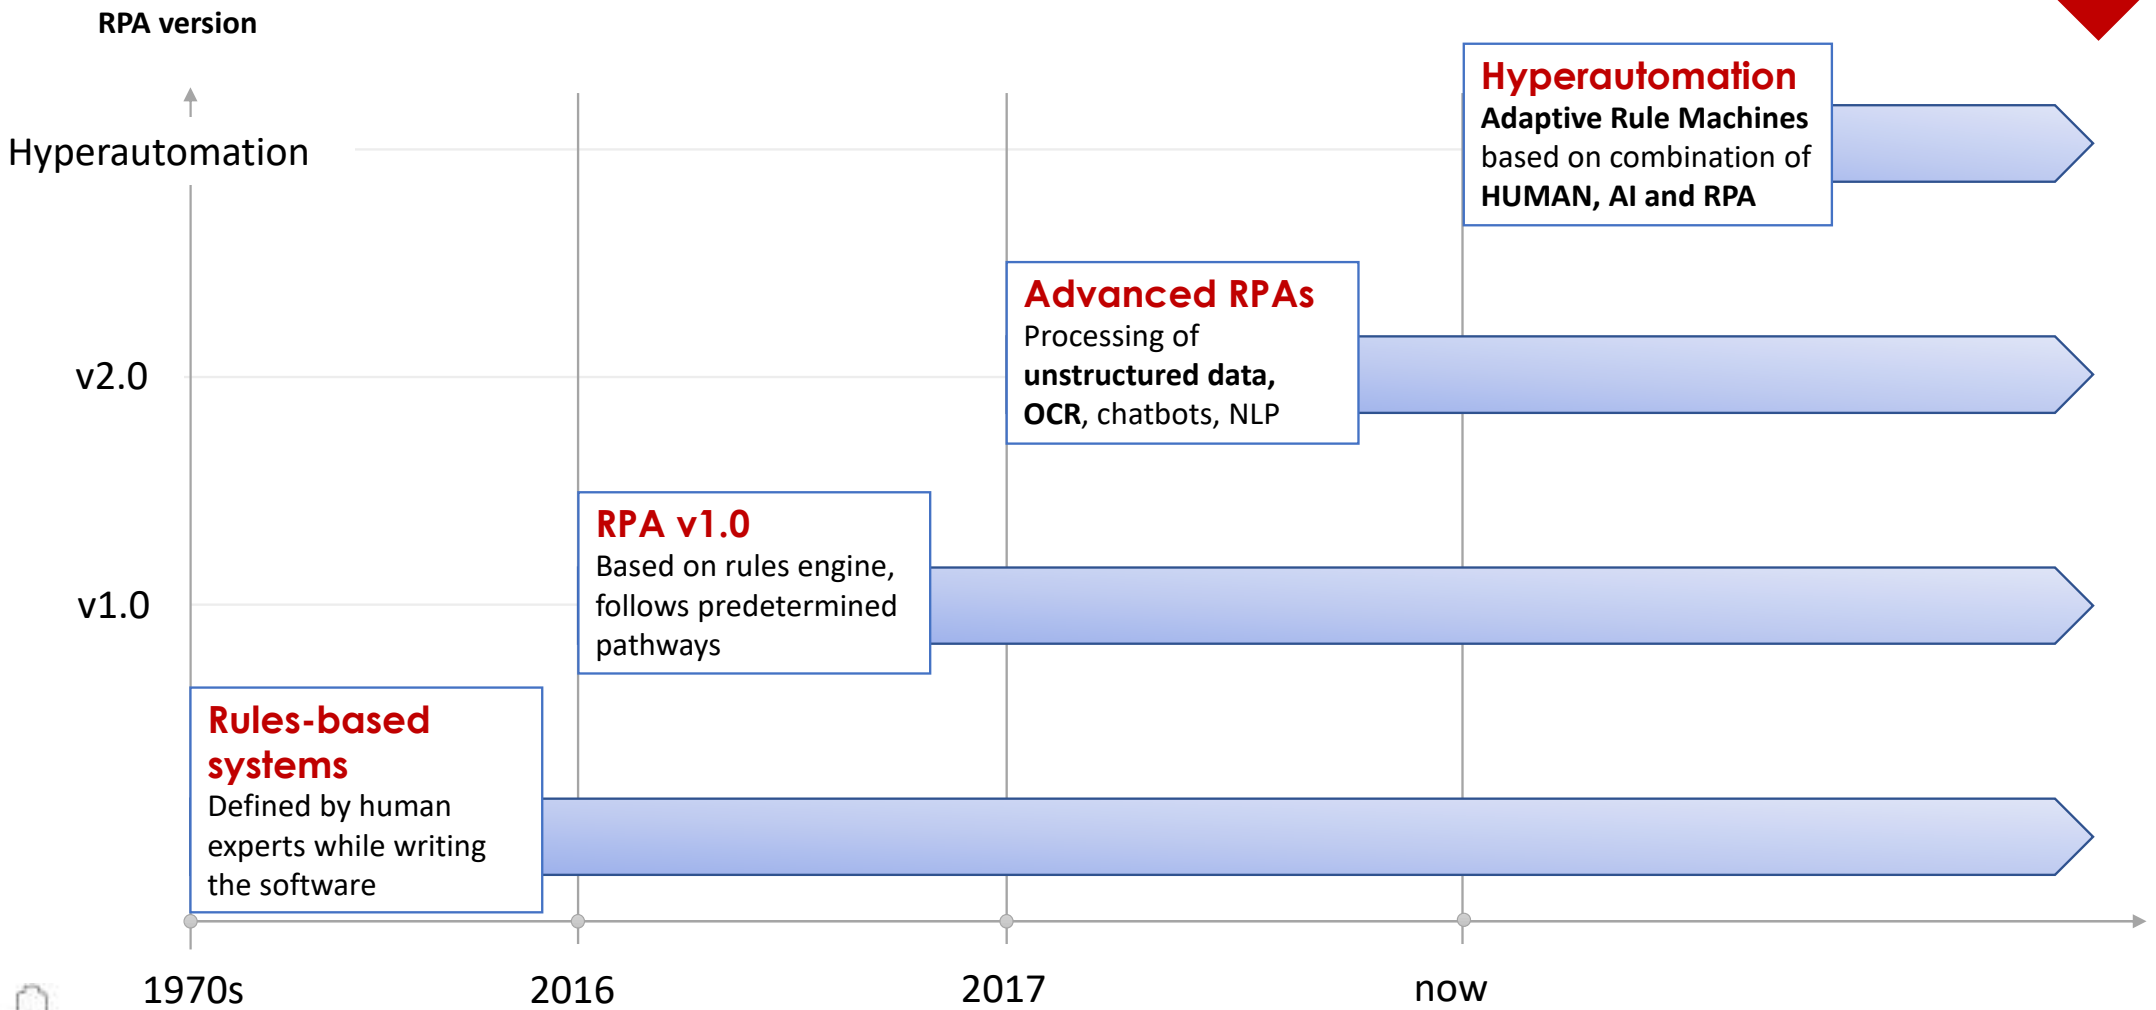 RPA version
Hyperautomation
v2.0
v1.0
Hyperautomation
Adaptive Rule Machines
based on combination of
HUMAN, AI and RPA
Advanced RPAs
Processing of
unstructured data,
OCR, chatbots, NLP
RPA v1.0
Based on rules engine,
follows predetermined
pathways
Rules-based
systems
Defined by human
experts while writing
the software
1970s
2016
2017
now